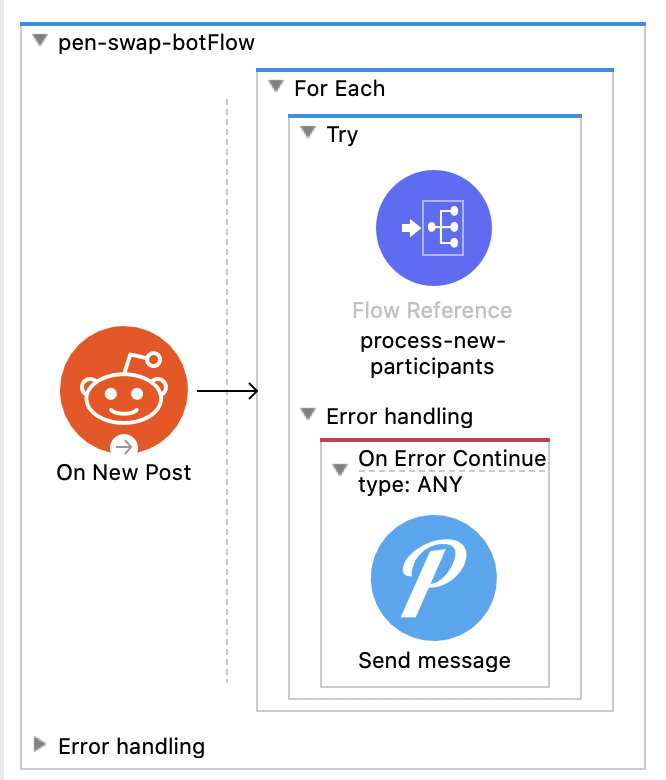 pen-swap-botFlow
For Each
Try
Flow Reference
process-new-
participants
Error handling
On Error Continue
type: ANY
On New Post
Send message
Error handling